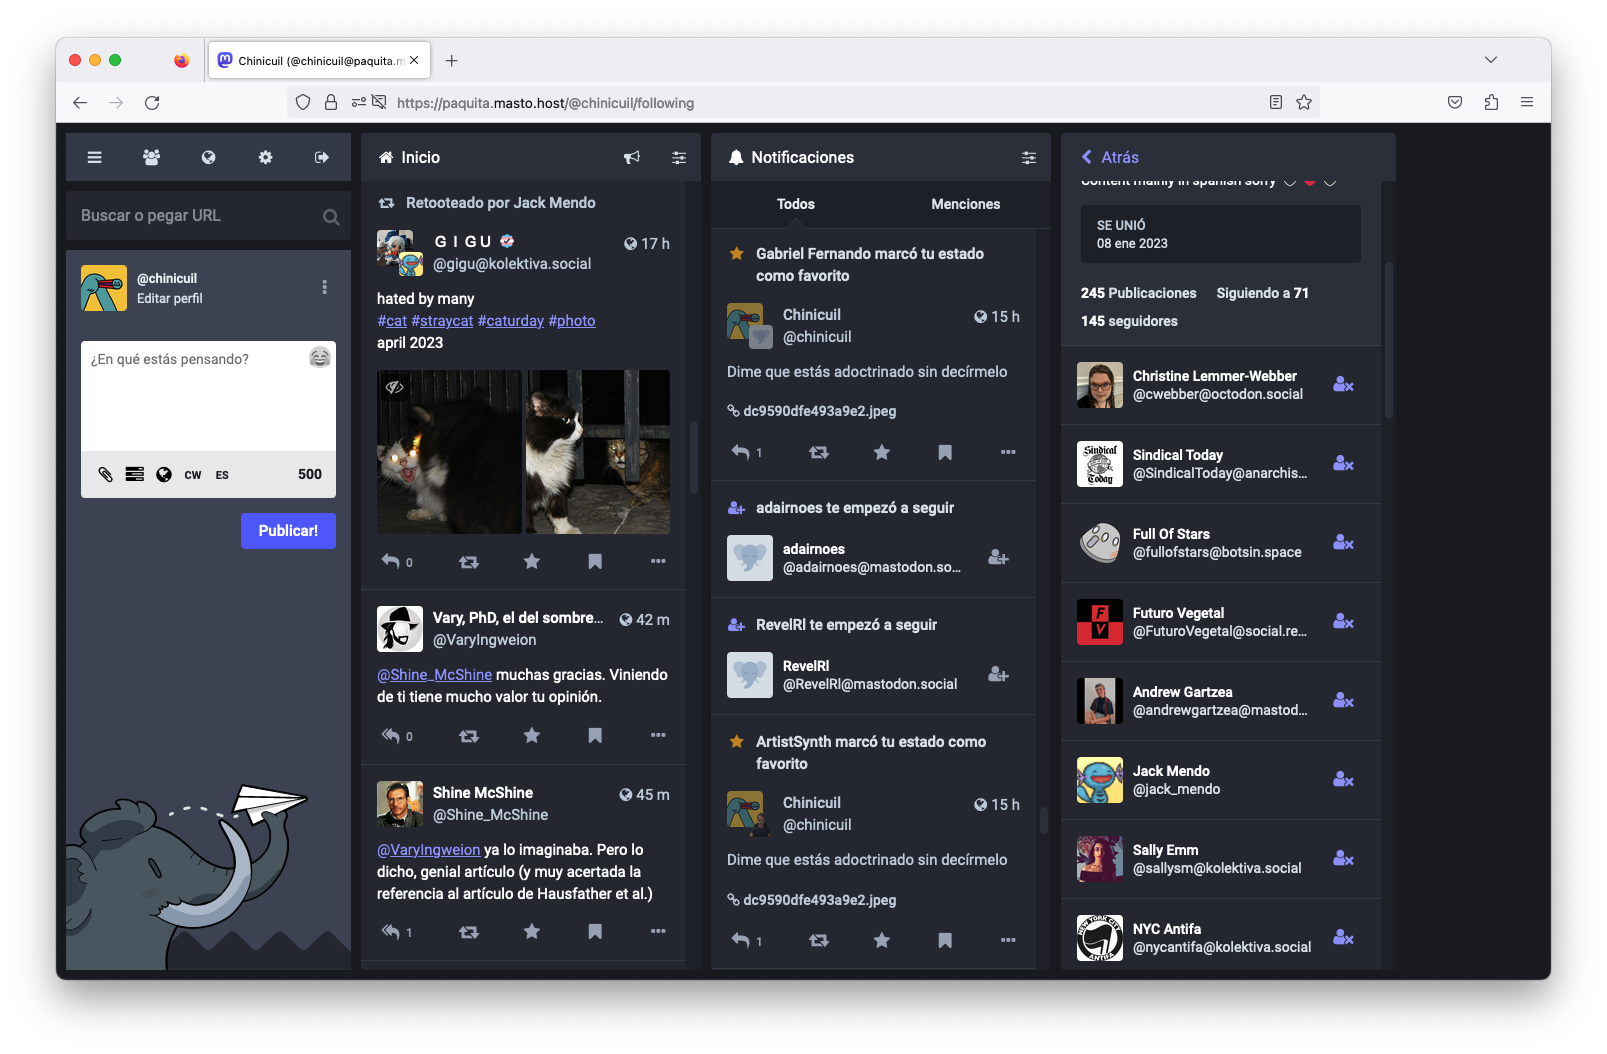 Chinicuil (@chinicuil@paquita.m
https://paquita.masto.host/@chinicuil/following
Buscar o pegar URL
@chinicuil
Editar perfil
¿En qué estás pensando?
CW
ES
500
Publicar!
Inicio
Retooteado por Jack Mendo
G I G U
17 h
@gigu@kolektiva.social
hated by many
#cat #straycat #caturday #photo
april 2023
0
Vary, PhD, el del sombre...
42 m
@VaryIngweion
@Shine_McShine muchas gracias. Viniendo
de ti tiene mucho valor tu opinión.
0
Shine McShine
45 m
@Shine_McShine
@VaryIngweion ya lo imaginaba. Pero lo
dicho, genial artículo (y muy acertada la
referencia al artículo de Hausfather et al.)
1
Notificaciones
Todos
Menciones
Gabriel Fernando marcó tu estado
como favorito
Chinicuil
15 h
@chinicuil
Dime que estás adoctrinado sin decírmelo
dc9590dfe493a9e2.jpeg
1
adairnoes te empezó a seguir
adairnoes
@adairnoes@mastodon.so...
RevelRl te empezó a seguir
RevelRl
@RevelRl@mastodon.social
ArtistSynth marcó tu estado como
favorito
Chinicuil
15 h
@chinicuil
Dime que estás adoctrinado sin decírmelo
dc9590dfe493a9e2.jpeg
1
Atrás
Content mainly in spanish sorry
SE UNIÓ
08 ene 2023
245 Publicaciones
Siguiendo a 71
145 seguidores
Christine Lemmer-Webber
@cwebber@octodon.social
Sindical
Today
Sindical Today
@SindicalToday@anarchis...
Full Of Stars
@fullofstars@botsin.space
F
V
Futuro Vegetal
@FuturoVegetal@social.re...
Andrew Gartzea
@andrewgartzea@mastod...
Jack Mendo
@jack_mendo
Sally Emm
@sallysm@kolektiva.social
NEW YORK CITY
ANTIFA
NYC Antifa
@nycantifa@kolektiva.social